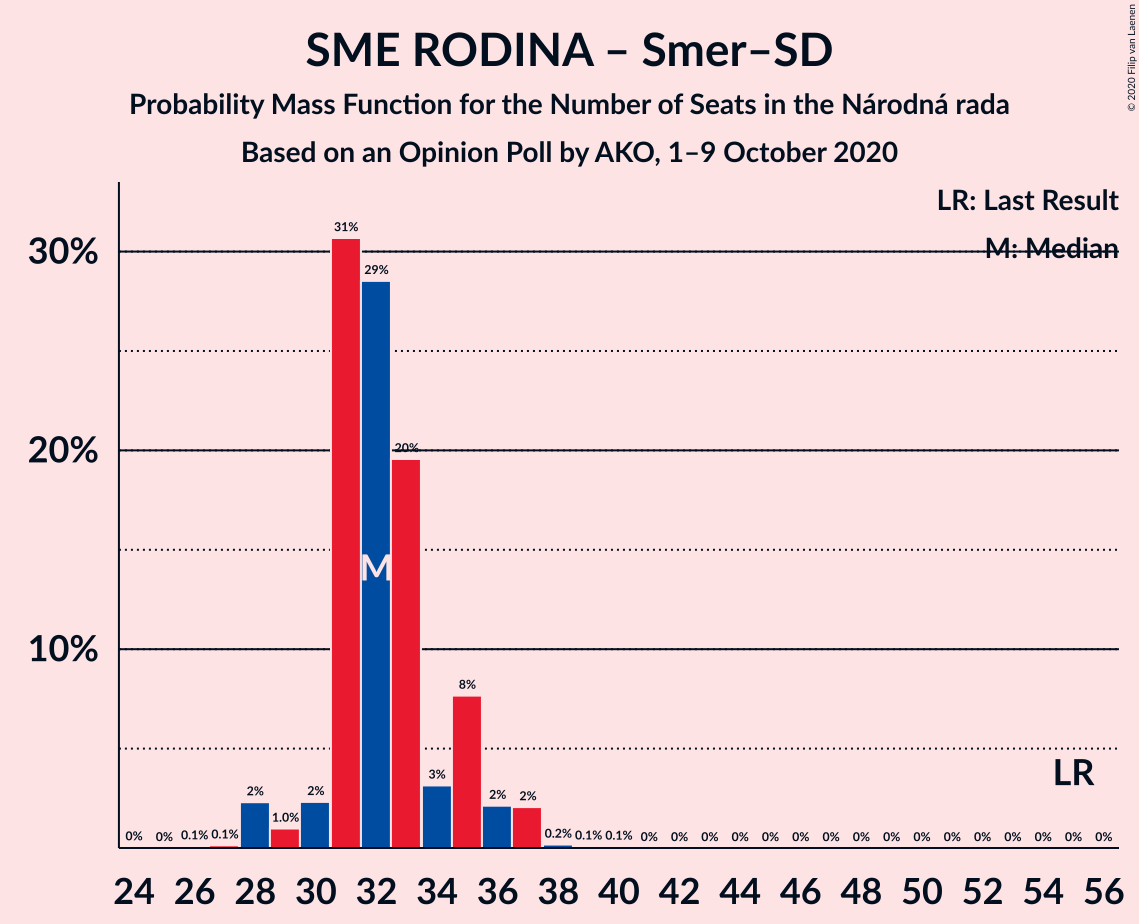 SME RODINA – Smer–SD
Probability Mass Function for the Number of Seats in the Národná rada
Based on an Opinion Poll by AKO, 1–9 October 2020
© 2020 Filip van Laenen
LR: Last Result
M: Median
30%
20%
10%
31%
29%
20%
M
8%
LR
0% 0% 0.1% 0.1% 2% 1.0% 2% 3% 2% 2% 0.2% 0.1% 0.1% 0% 0% 0% 0% 0% 0% 0% 0% 0% 0% 0% 0% 0% 0% 0% 0%
24 26 28 30 32 34 36 38 40 42 44 46 48 50 52 54 56